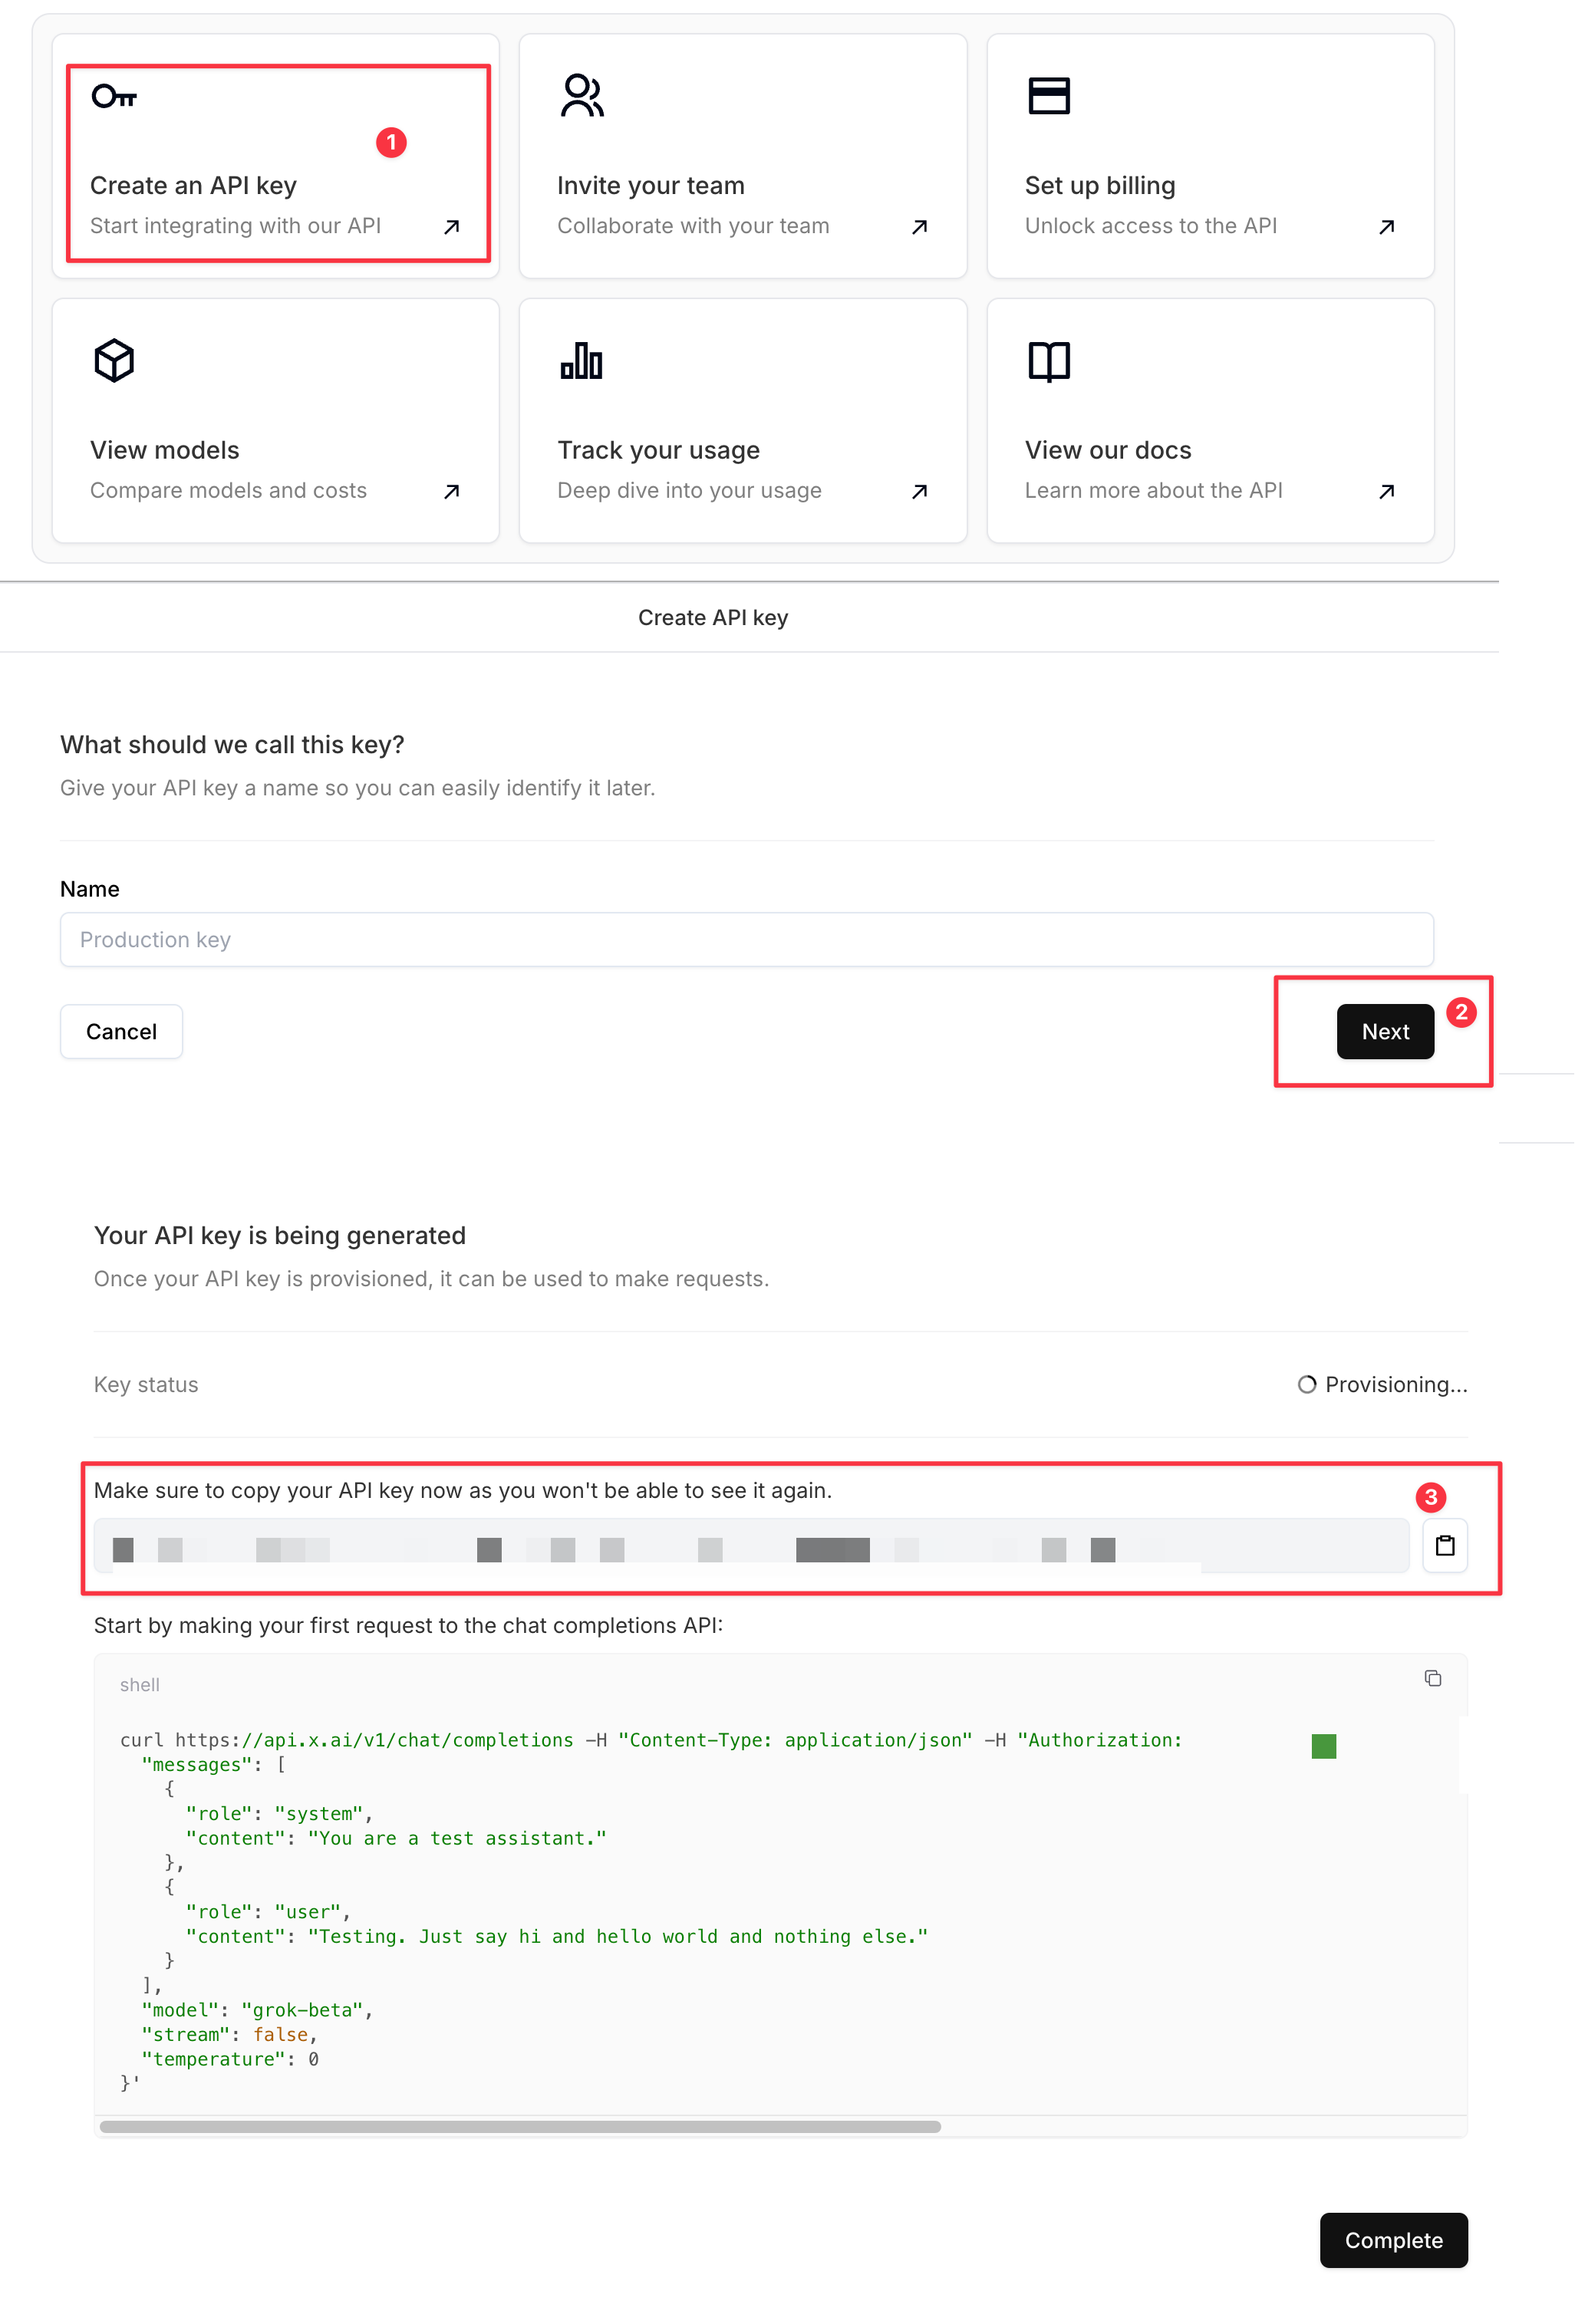 1
Create an API key
Start integrating with our API
Invite your team
Collaborate with your team
Set up billing
Unlock access to the API
View models
Compare models and costs
Track your usage
Deep dive into your usage
View our docs
Learn more about the API
Create API key
What should we call this key?
Give your API key a name so you can easily identify it later.
Name
Production key
Cancel
Next
2
Your API key is being generated
Once your API key is provisioned, it can be used to make requests.
Key status
Provisioning...
Make sure to copy your API key now as you won't be able to see it again.
3
Start by making your first request to the chat completions API:
shell
curl https://api.x.ai/v1/chat/completions -H "Content-Type: application/json" -H "Authorization:
  "messages": [
    {
      "role": "system",
      "content": "You are a test assistant."
    },
    {
      "role": "user",
      "content": "Testing. Just say hi and hello world and nothing else."
    }
  ],
  "model": "grok-beta",
  "stream": false,
  "temperature": 0
}'
Complete